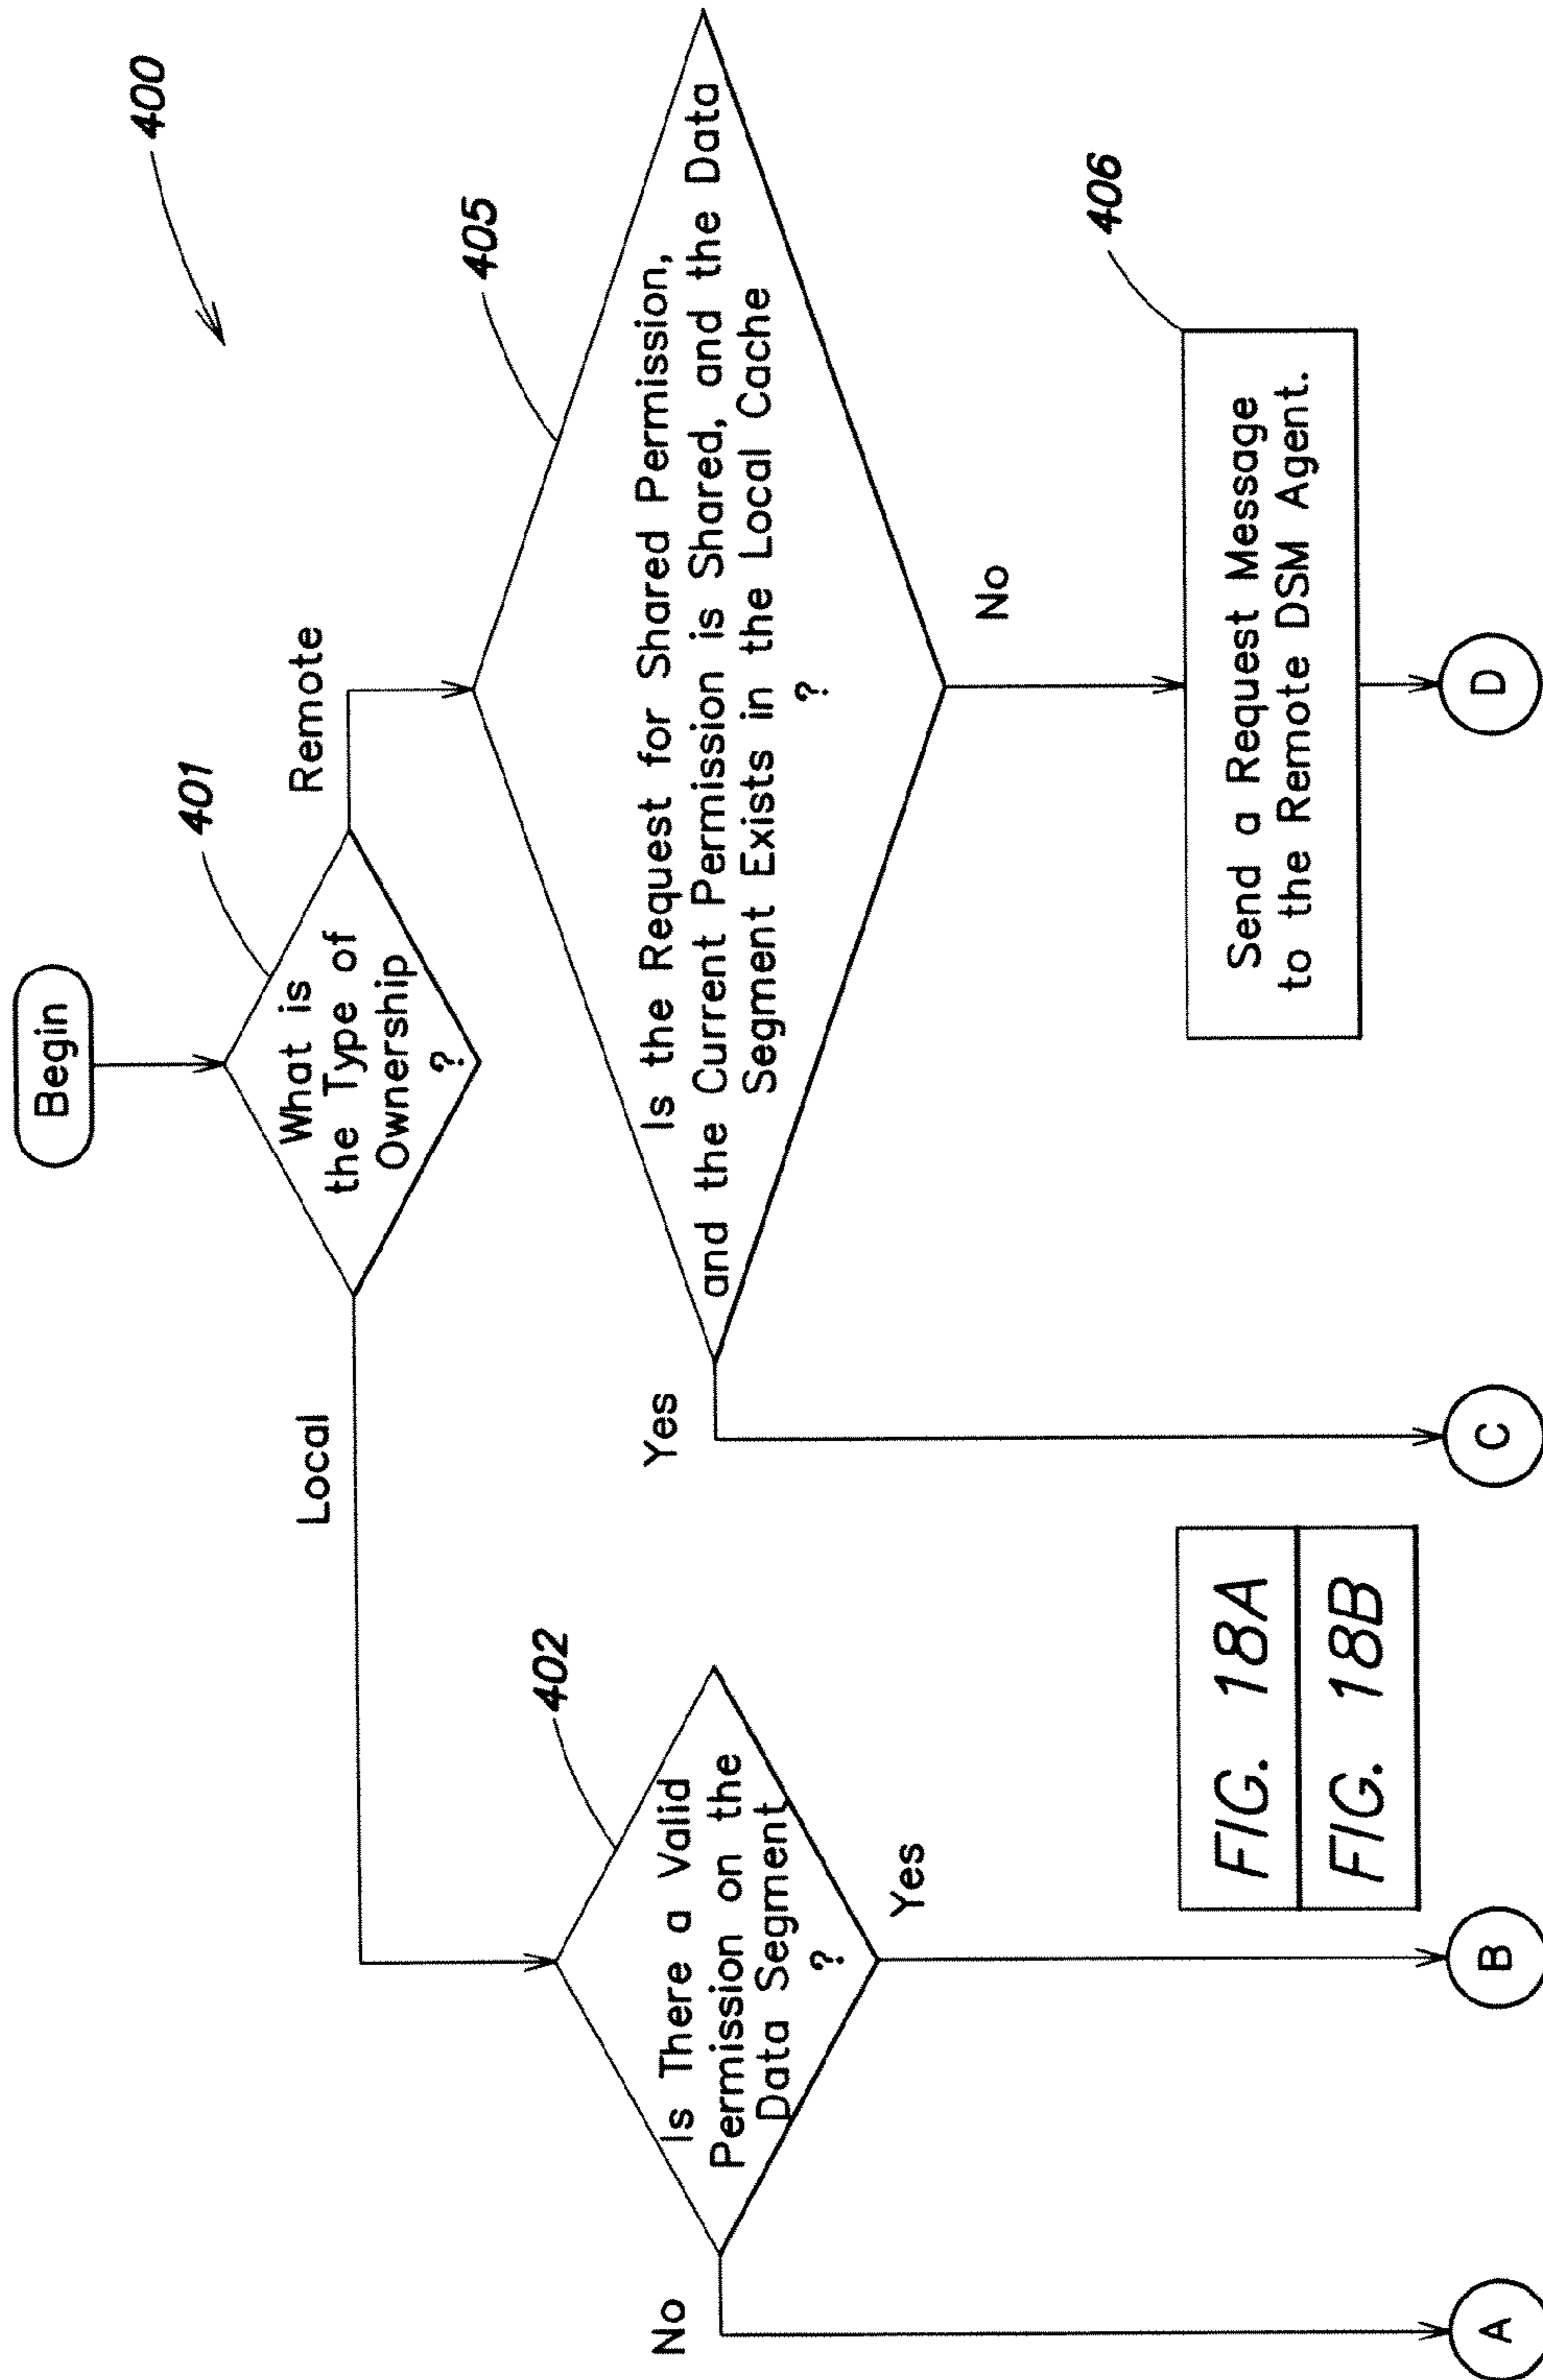 400
Begin
401
What is
the Type of
Ownership
?
Local
Remote
402
Is There a Valid
Permission on the
Data Segment
?
No
Yes
405
Is the Request for Shared Permission,
and the Current Permission is Shared, and the Data
Segment Exists in the Local Cache
?
Yes
No
406
Send a Request Message
to the Remote DSM Agent.
FIG. 18A
FIG. 18B
A
B
C
D